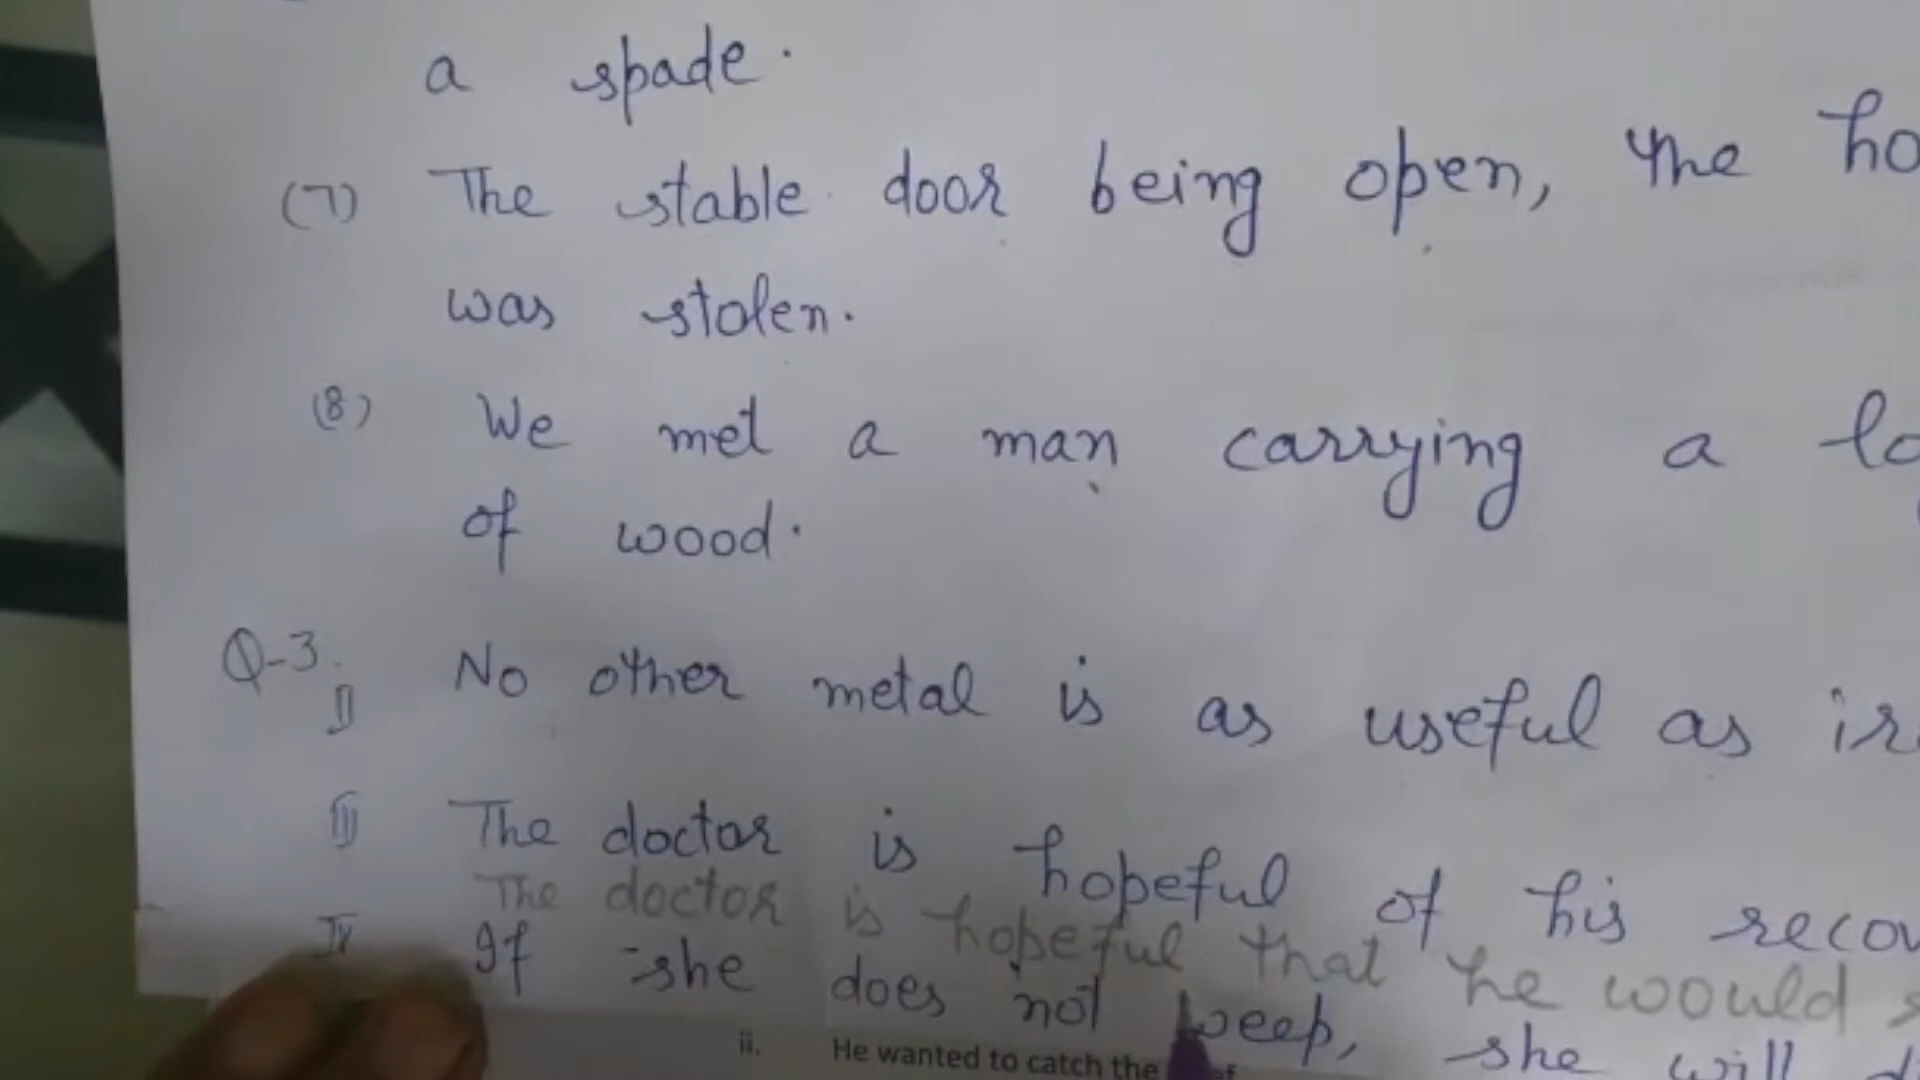 a spade.
(7) The stable door being open, the ho
was stolen.
(8) We met a man carrying a lo
of wood.
Q-3. I) No other metal is as useful as ir
The doctor is hopeful of his recov
The doctor is hopeful that he would
IV If she does not weep, she will
ii. He wanted to catch the